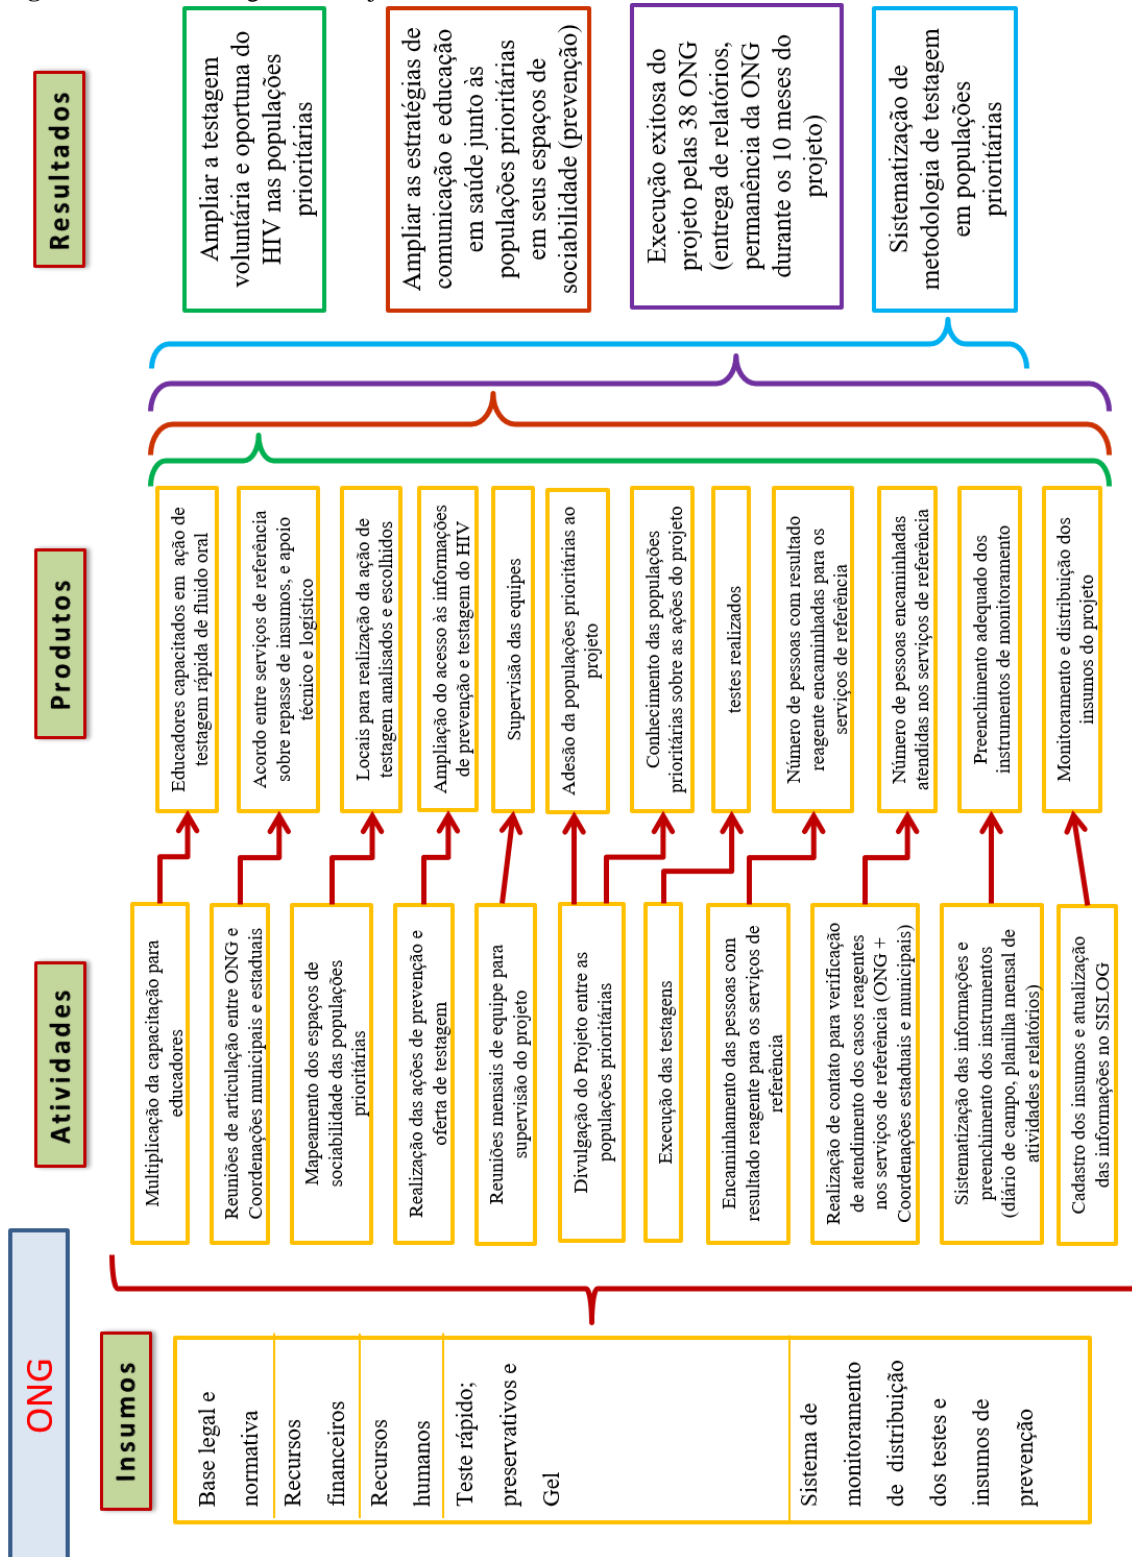 ONG
Insumos
Base legal e
normativa
Recursos
financeiros
Recursos
humanos
Teste rápido;
preservativos e
Gel
Sistema de
monitoramento
de distribuição
dos testes e
insumos de
prevenção
Atividades
Multiplicação da capacitação para
educadores
Reuniões de articulação entre ONG e
Coordenações municipais e estaduais
Mapeamento dos espaços de
sociabilidade das populações
prioritárias
Realização das ações de prevenção e
oferta de testagem
Reuniões mensais de equipe para
supervisão do projeto
Divulgação do Projeto entre as
populações prioritárias
Execução das testagens
Encaminhamento das pessoas com
resultado reagente para os serviços de
referência
Realização de contato para verificação
de atendimento dos casos reagentes
nos serviços de referência (ONG +
Coordenações estaduais e municipais)
Sistematização das informações e
preenchimento dos instrumentos
(diário de campo, planilha mensal de
atividades e relatórios)
Cadastro dos insumos e atualização
das informações no SISLOG
Produtos
Educadores capacitados em ação de
testagem rápida de fluido oral
Acordo entre serviços de referência
sobre repasse de insumos, e apoio
técnico e logístico
Locais para realização da ação de
testagem analisados e escolhidos
Ampliação do acesso às informações
de prevenção e testagem do HIV
Supervisão das equipes
Adesão da populações prioritárias ao
projeto
Conhecimento das populações
prioritárias sobre as ações do projeto
testes realizados
Número de pessoas com resultado
reagente encaminhadas para os
serviços de referência
Número de pessoas encaminhadas
atendidas nos serviços de referência
Preenchimento adequado dos
instrumentos de monitoramento
Monitoramento e distribuição dos
insumos do projeto
Resultados
Ampliar a testagem
voluntária e oportuna do
HIV nas populações
prioritárias
Ampliar as estratégias de
comunicação e educação
em saúde junto às
populações prioritárias
em seus espaços de
sociabilidade (prevenção)
Execução exitosa do
projeto pelas 38 ONG
(entrega de relatórios,
permanência da ONG
durante os 10 meses do
projeto)
Sistematização de
metodologia de testagem
em populações
prioritárias